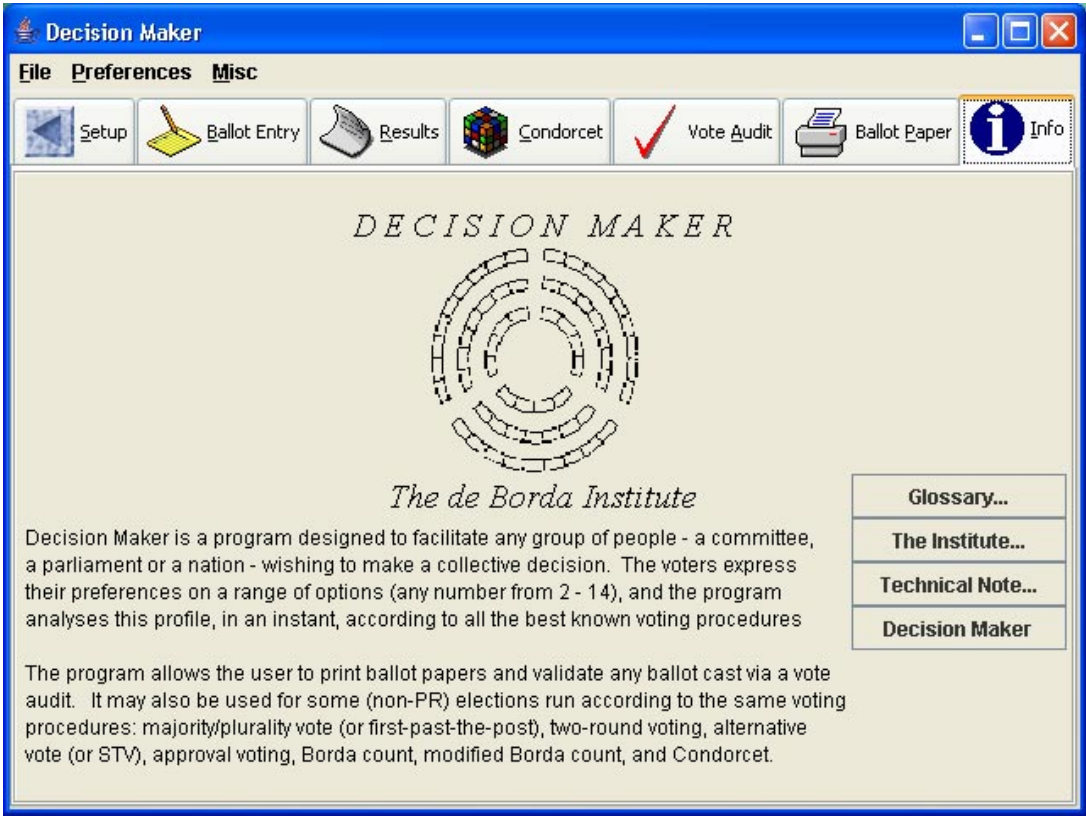 Decision Maker
File Preferences Misc
Setup Ballot Entry Results Condorcet Vote Audit Ballot Paper Info
DECISION MAKER
The de Borda Institute
Decision Maker is a program designed to facilitate any group of people - a committee,
a parliament or a nation - wishing to make a collective decision. The voters express
their preferences on a range of options (any number from 2 - 14), and the program
analyses this profile, in an instant, according to all the best known voting procedures
The program allows the user to print ballot papers and validate any ballot cast via a vote
audit. It may also be used for some (non-PR) elections run according to the same voting
procedures: majority/plurality vote (or first-past-the-post), two-round voting, alternative
vote (or STV), approval voting, Borda count, modified Borda count, and Condorcet.
Glossary...
The Institute...
Technical Note...
Decision Maker